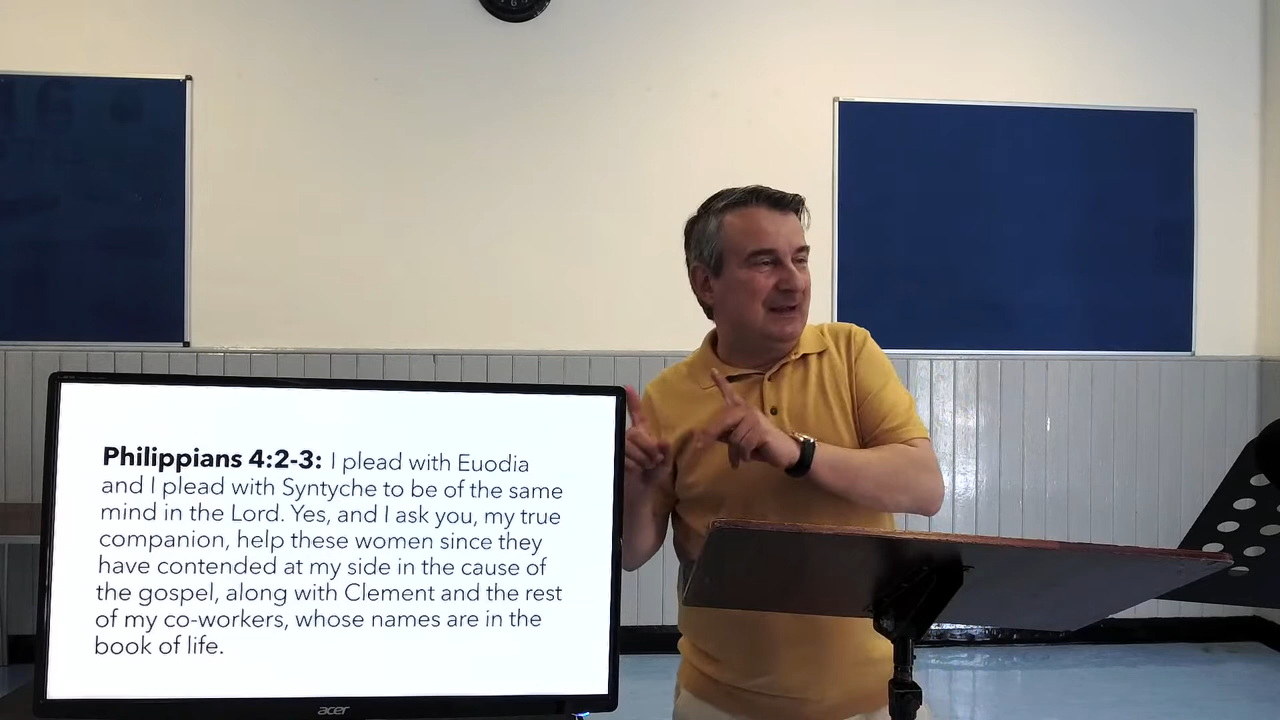 Philippians 4:2-3: I plead with Euodia
and I plead with Syntyche to be of the same
mind in the Lord. Yes, and I ask you, my true
companion, help these women since they
have contended at my side in the cause of
the gospel, along with Clement and the rest
of my co-workers, whose names are in the
book of life.
acer